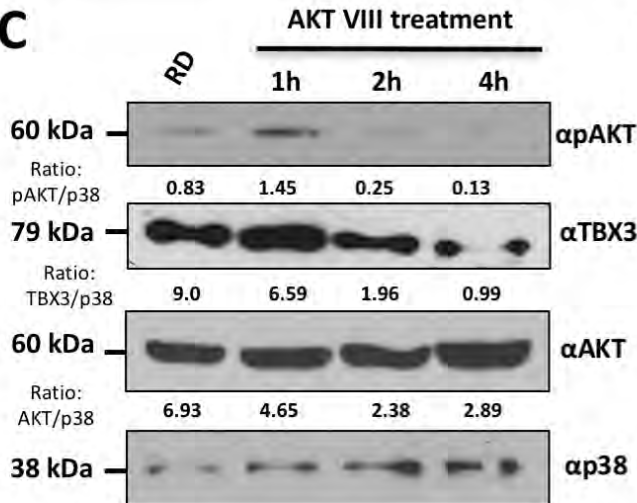 C
AKT VIII treatment
RD 1h 2h 4h
60 kDa αpAKT
Ratio:
pAKT/p38 0.83 1.45 0.25 0.13
79 kDa αTBX3
Ratio:
TBX3/p38 9.0 6.59 1.96 0.99
60 kDa αAKT
Ratio:
AKT/p38 6.93 4.65 2.38 2.89
38 kDa αp38